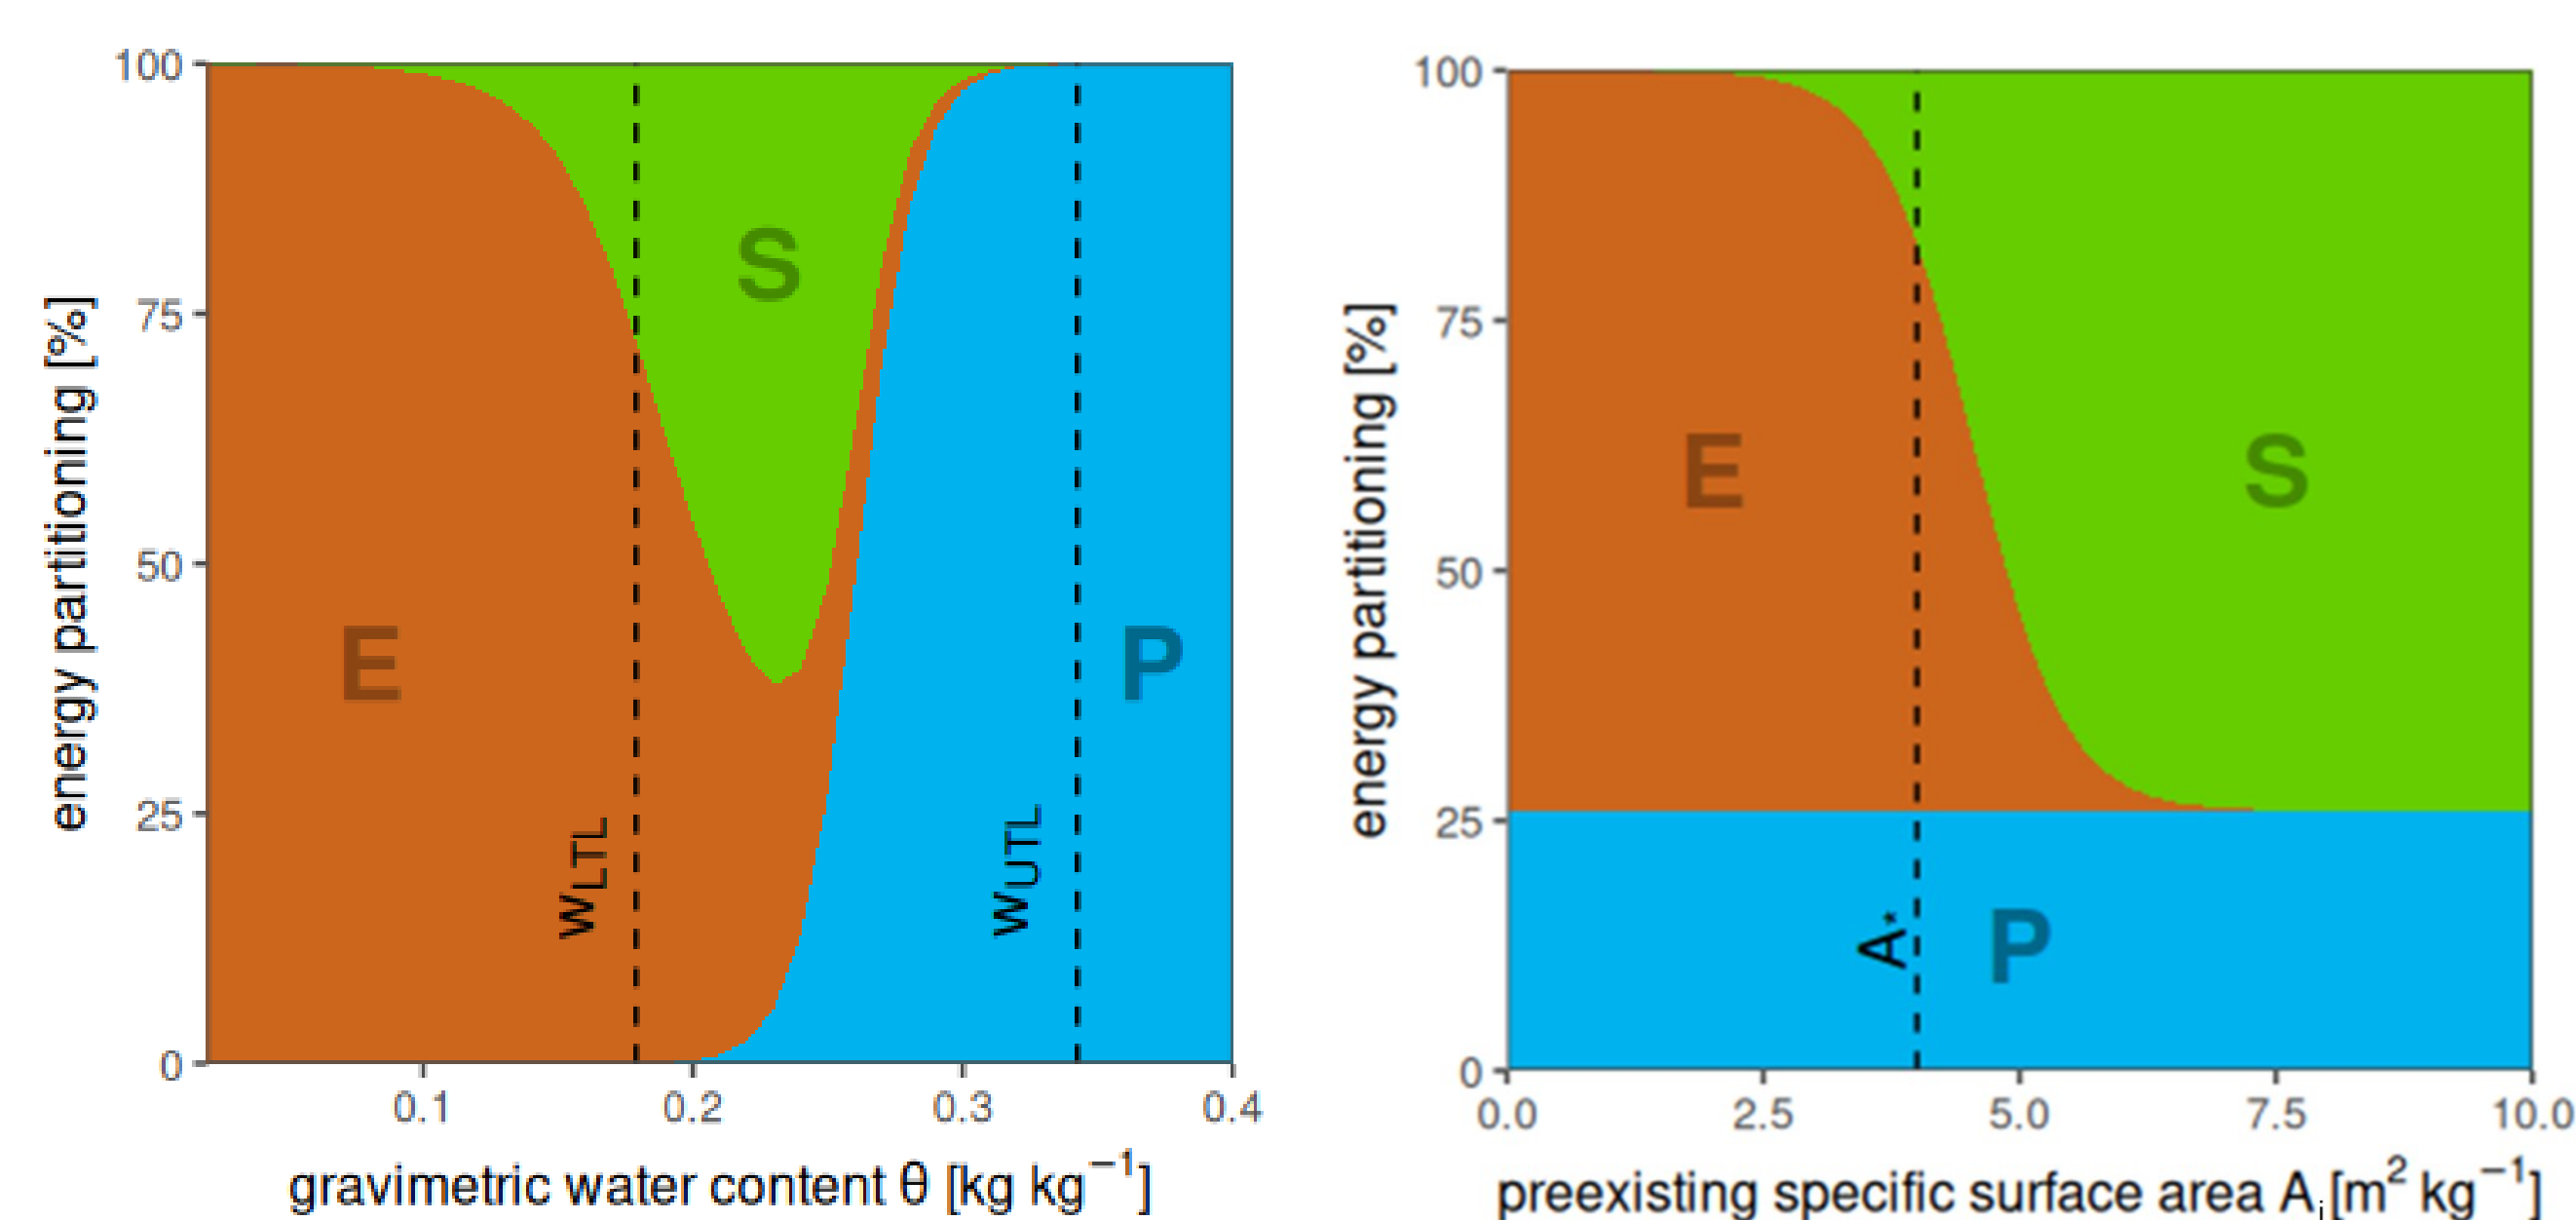 energy partitioning [%]
100
75
50
25
0
E
S
P
wLTL
wUTL
0.1
0.2
0.3
0.4
gravimetric water content θ [kg kg−1]
energy partitioning [%]
100
75
50
25
0
E
S
P
A*
0.0
2.5
5.0
7.5
10.0
preexisting specific surface area Ai [m2 kg−1]